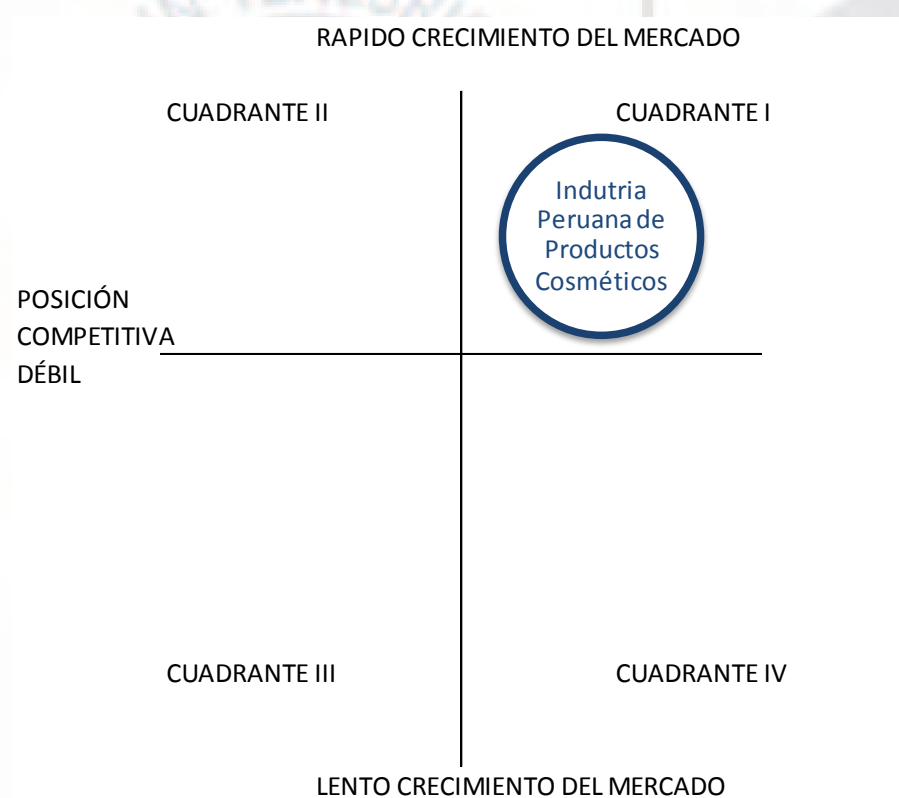 RAPIDO CRECIMIENTO DEL MERCADO
CUADRANTE II
CUADRANTE I
Indutria
Peruana de
Productos
Cosméticos
POSICIÓN
COMPETITIVA
DÉBIL
CUADRANTE III
CUADRANTE IV
LENTO CRECIMIENTO DEL MERCADO